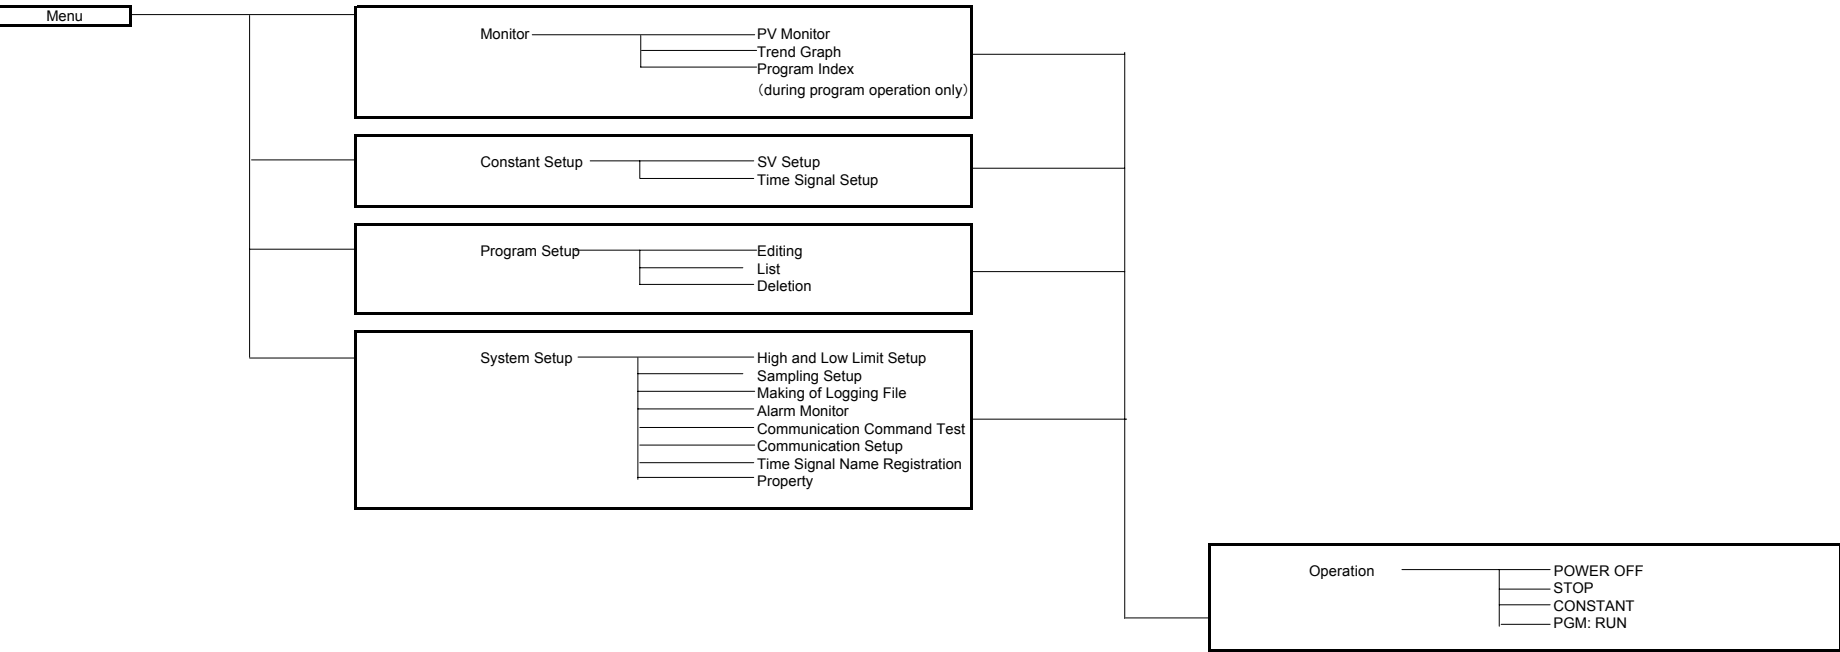 Menu
Monitor
PV Monitor
Trend Graph
Program Index
(during program operation only)
Constant Setup
SV Setup
Time Signal Setup
Program Setup
Editing
List
Deletion
System Setup
High and Low Limit Setup
Sampling Setup
Making of Logging File
Alarm Monitor
Communication Command Test
Communication Setup
Time Signal Name Registration
Property
Operation
POWER OFF
STOP
CONSTANT
PGM: RUN